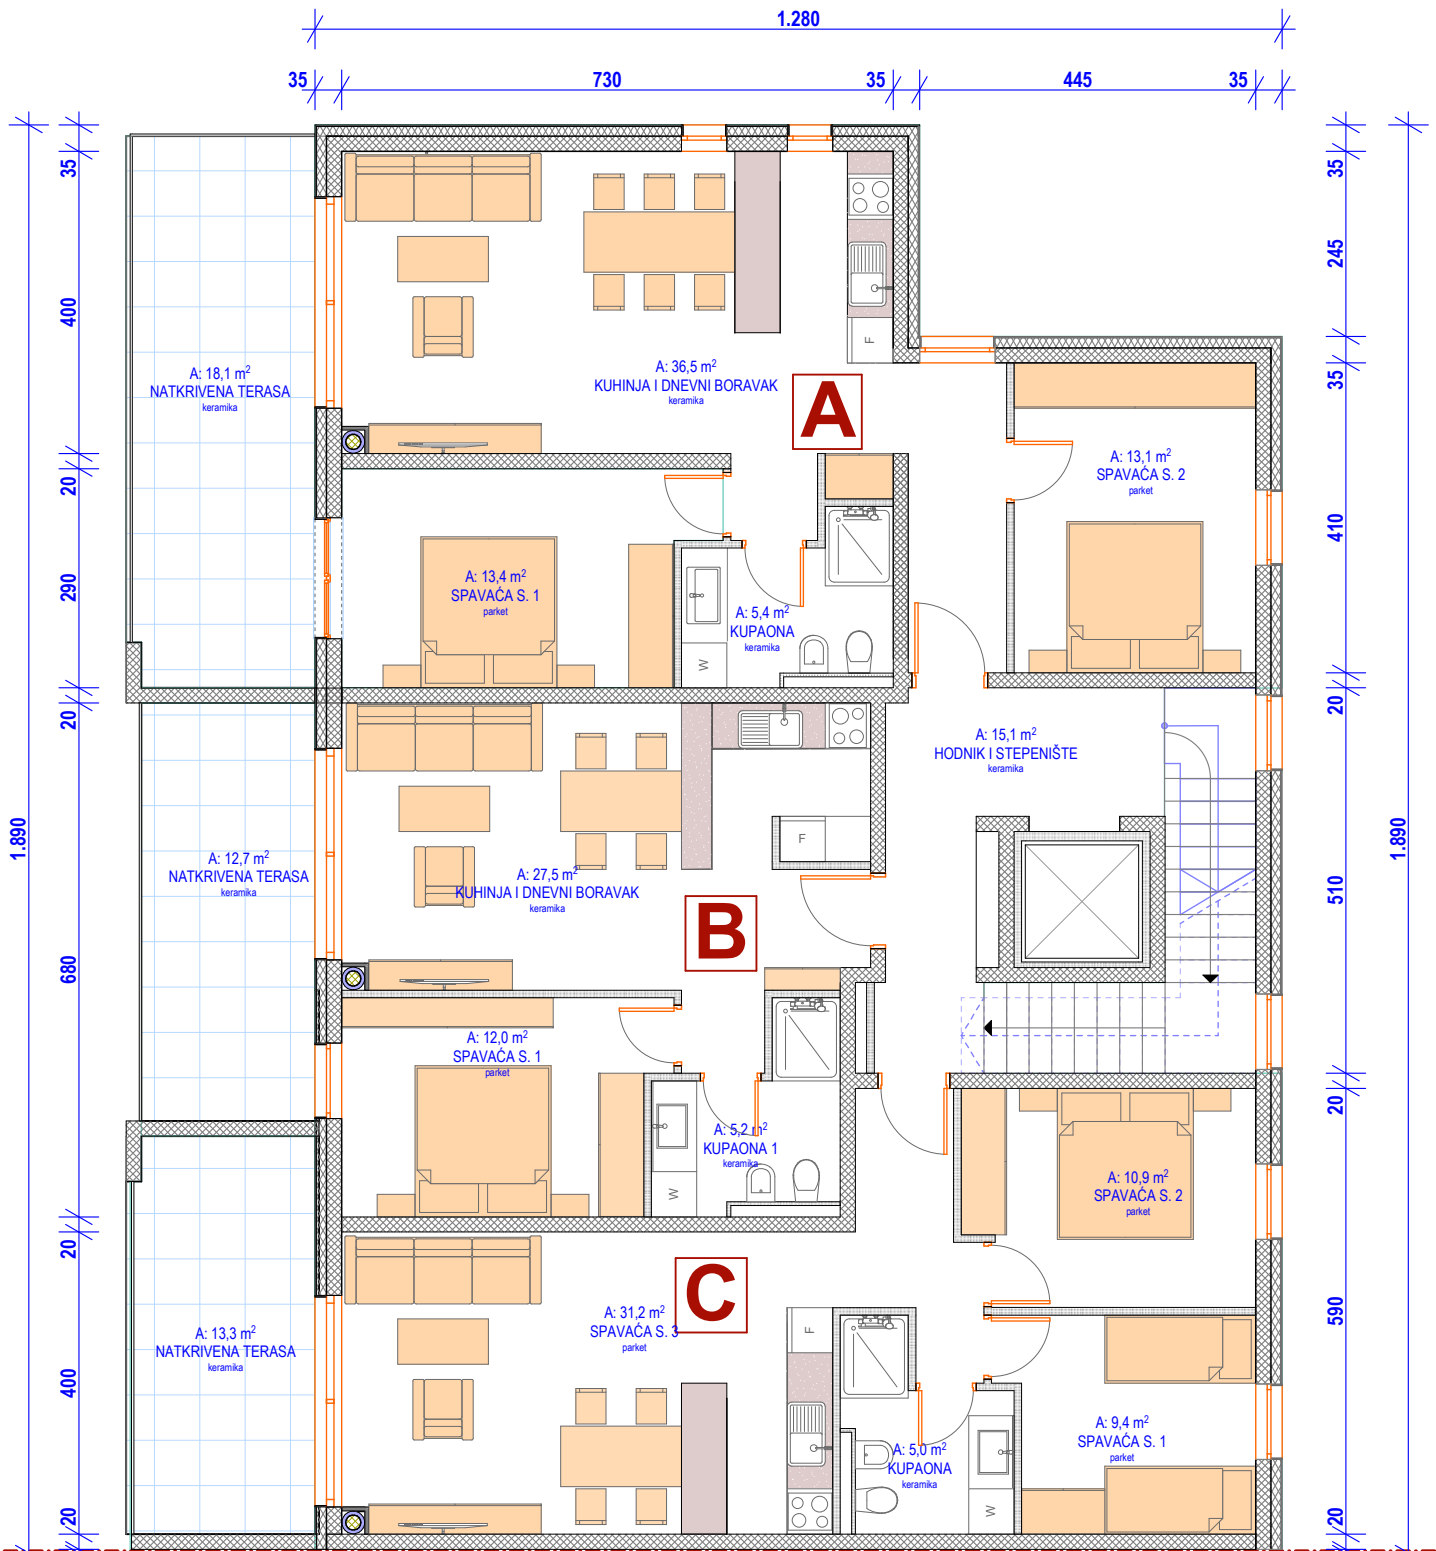 1.280
35
730
35
445
35
35
400
20
290
20
680
20
400
20
1.890
35
245
35
410
20
510
20
590
20
1.890
A: 18,1 m²
NATKRIVENA TERASA
keramika
A: 36,5 m²
KUHINJA I DNEVNI BORAVAK
keramika
A
F
A: 13,1 m²
SPAVAĆA S. 2
parket
A: 13,4 m²
SPAVAĆA S. 1
parket
A: 5,4 m²
KUPAONA
keramika
W
A: 15,1 m²
HODNIK I STEPENIŠTE
keramika
A: 12,7 m²
NATKRIVENA TERASA
keramika
A: 27,5 m²
KUHINJA I DNEVNI BORAVAK
keramika
F
B
A: 12,0 m²
SPAVAĆA S. 1
parket
A: 5,2 m²
KUPAONA 1
keramika
W
A: 10,9 m²
SPAVAĆA S. 2
parket
A: 13,3 m²
NATKRIVENA TERASA
keramika
C
A: 31,2 m²
SPAVAĆA S. 3
parket
F
A: 5,0 m²
KUPAONA
keramika
W
A: 9,4 m²
SPAVAĆA S. 1
parket